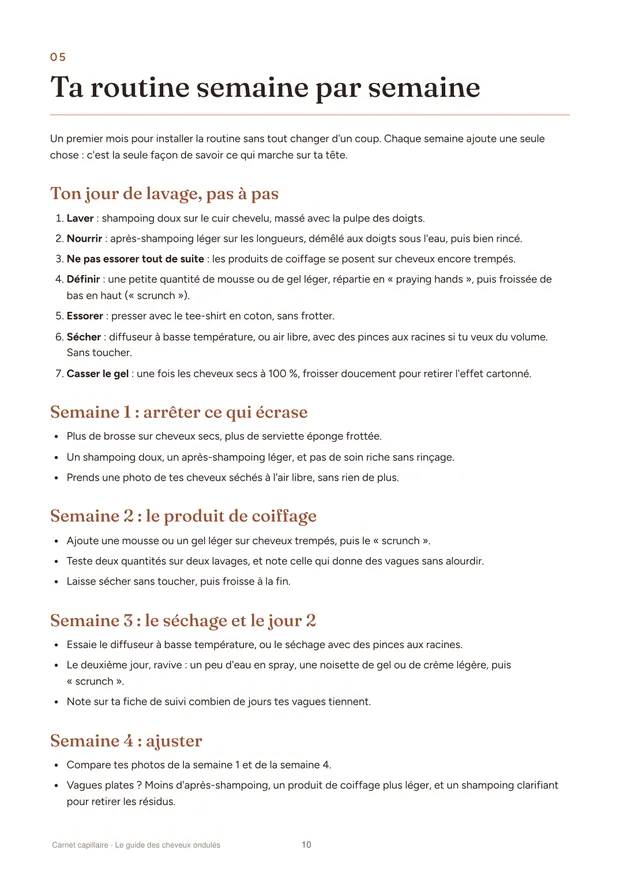 05
Ta routine semaine par semaine
Un premier mois pour installer la routine sans tout changer d'un coup. Chaque semaine ajoute une seule
chose : c'est la seule façon de savoir ce qui marche sur ta tête.
Ton jour de lavage, pas à pas
1. Laver : shampoing doux sur le cuir chevelu, massé avec la pulpe des doigts.
2. Nourrir : après-shampoing léger sur les longueurs, démêlé aux doigts sous l'eau, puis bien rincé.
3. Ne pas essorer tout de suite : les produits de coiffage se posent sur cheveux encore trempés.
4. Définir : une petite quantité de mousse ou de gel léger, répartie en « praying hands », puis froissée de
bas en haut (« scrunch »).
5. Essorer : presser avec le tee-shirt en coton, sans frotter.
6. Sécher : diffuseur à basse température, ou air libre, avec des pinces aux racines si tu veux du volume.
Sans toucher.
7. Casser le gel : une fois les cheveux secs à 100 %, froisser doucement pour retirer l'effet cartonné.
Semaine 1 : arrêter ce qui écrase
• Plus de brosse sur cheveux secs, plus de serviette éponge frottée.
• Un shampoing doux, un après-shampoing léger, et pas de soin riche sans rinçage.
• Prends une photo de tes cheveux séchés à l'air libre, sans rien de plus.
Semaine 2 : le produit de coiffage
• Ajoute une mousse ou un gel léger sur cheveux trempés, puis le « scrunch ».
• Teste deux quantités sur deux lavages, et note celle qui donne des vagues sans alourdir.
• Laisse sécher sans toucher, puis froisse à la fin.
Semaine 3 : le séchage et le jour 2
• Essaie le diffuseur à basse température, ou le séchage avec des pinces aux racines.
• Le deuxième jour, ravive : un peu d'eau en spray, une noisette de gel ou de crème légère, puis
« scrunch ».
• Note sur ta fiche de suivi combien de jours tes vagues tiennent.
Semaine 4 : ajuster
• Compare tes photos de la semaine 1 et de la semaine 4.
• Vagues plates ? Moins d'après-shampoing, un produit de coiffage plus léger, et un shampoing clarifiant
pour retirer les résidus.
Carnet capillaire · Le guide des cheveux ondulés
10